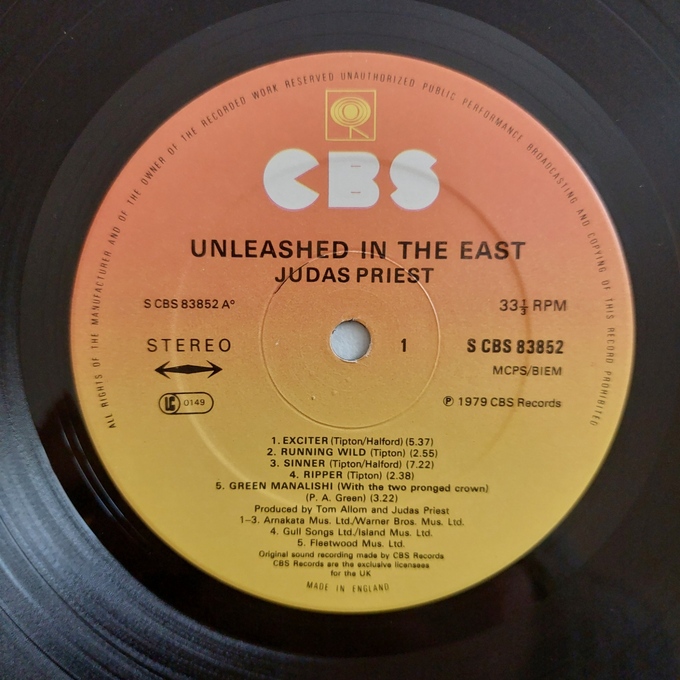 ALL RIGHTS OF THE MANUFACTURER AND OF THE OWNER OF THE RECORDED WORK RESERVED UNAUTHORIZED PUBLIC PERFORMANCE BROADCASTING AND COPYING OF THIS RECORD PROHIBITED
CBS
UNLEASHED IN THE EAST
JUDAS PRIEST
S CBS 83852 A°
33⅓ RPM
STEREO
1
S CBS 83852
MCPS/BIEM
LC 0149
℗ 1979 CBS Records
1. EXCITER (Tipton/Halford) (5.37)
2. RUNNING WILD (Tipton) (2.55)
3. SINNER (Tipton/Halford) (7.22)
4. RIPPER (Tipton) (2.38)
5. GREEN MANALISHI (With the two pronged crown)
(P. A. Green) (3.22)
Produced by Tom Allom and Judas Priest
1–3. Arnakata Mus. Ltd./Warner Bros. Mus. Ltd.
4. Gull Songs Ltd./Island Mus. Ltd.
5. Fleetwood Mus. Ltd.
Original sound recording made by CBS Records
CBS Records are the exclusive licensees
for the UK
MADE IN ENGLAND